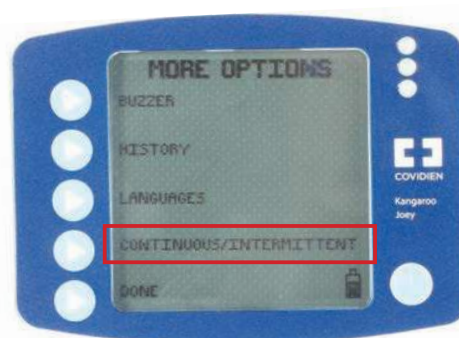 MORE OPTIONS
BUZZER
HISTORY
LANGUAGES
CONTINUOUS/INTERMITTENT
DONE
COVIDIEN
Kangaroo
Joey